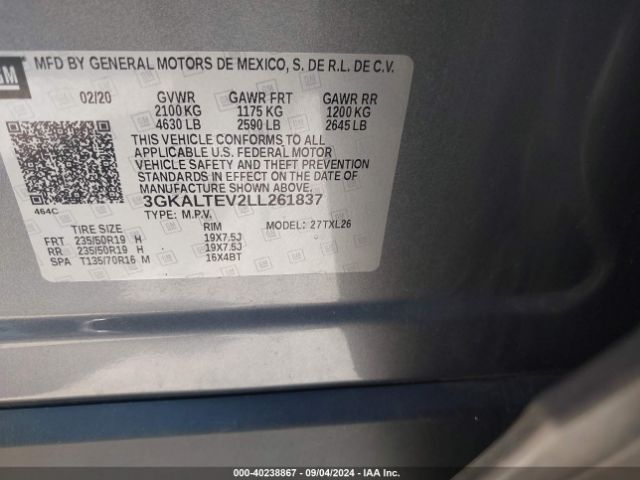 GM
MFD BY GENERAL MOTORS DE MEXICO, S. DE R.L. DE C.V.
02/20 GVWR GAWR FRT GAWR RR
2100 KG 1175 KG 1200 KG
4630 LB 2590 LB 2645 LB
THIS VEHICLE CONFORMS TO ALL
APPLICABLE U.S. FEDERAL MOTOR
VEHICLE SAFETY AND THEFT PREVENTION
STANDARDS IN EFFECT ON THE DATE OF
MANUFACTURE SHOWN ABOVE.
464C 3GKALTEV2LL261837
TYPE: M.P.V. MODEL: 27TXL26
TIRE SIZE RIM
FRT 235/50R19 H 19X7.5J
RR 235/50R19 H 19X7.5J
SPA T135/70R16 M 16X4BT
000-40238867 - 09/04/2024 - IAAI.COM